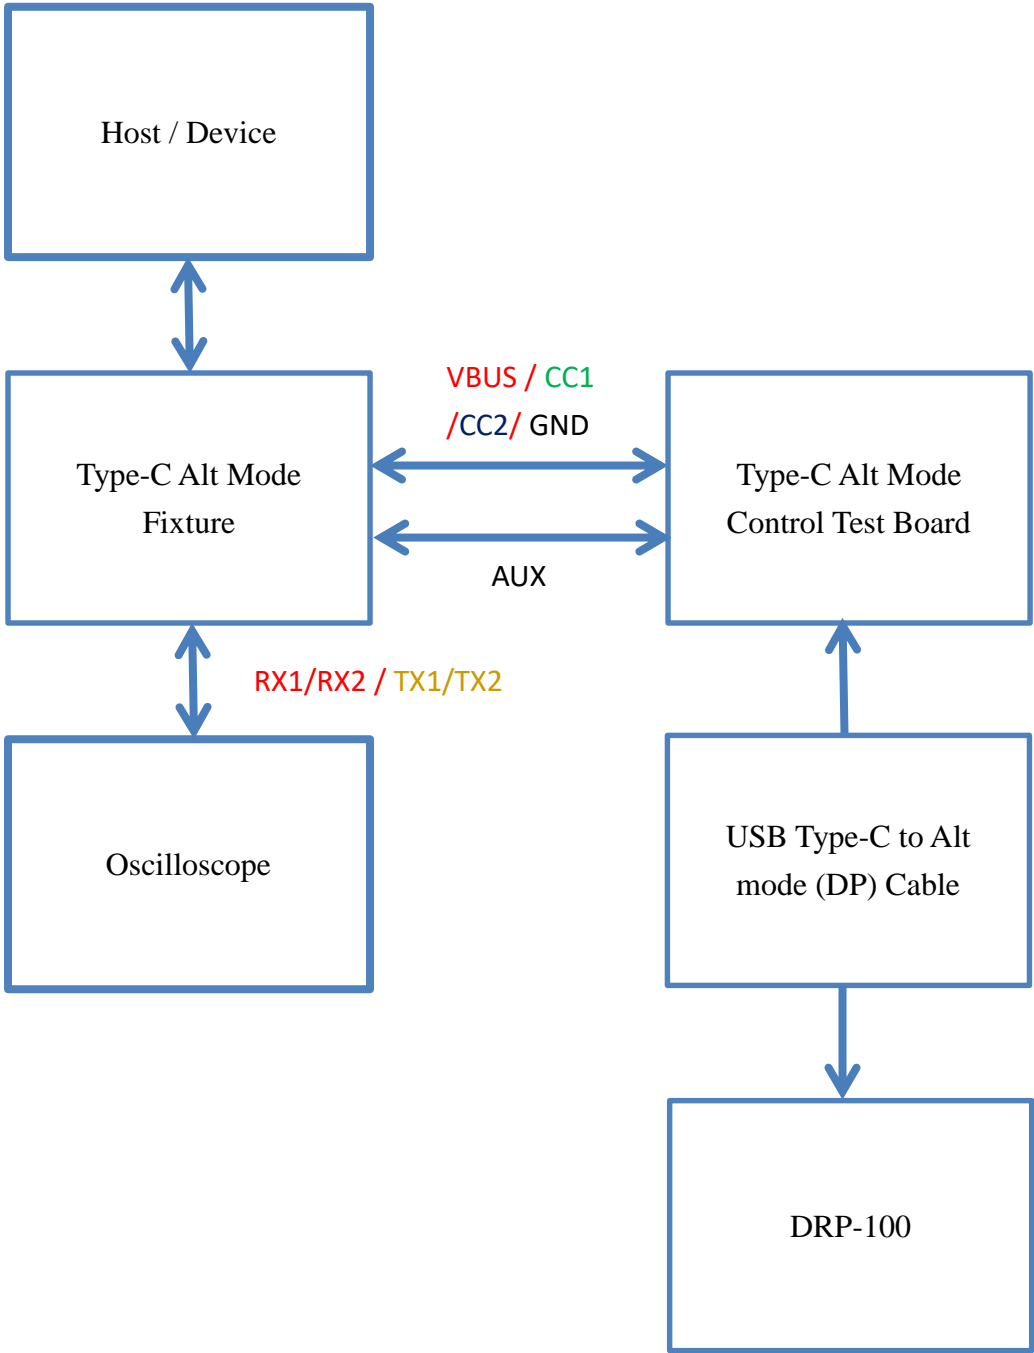 Host / Device
VBUS / CC1
/CC2/ GND
Type-C Alt Mode
Fixture
Type-C Alt Mode
Control Test Board
AUX
RX1/RX2 / TX1/TX2
Oscilloscope
USB Type-C to Alt
mode (DP) Cable
DRP-100